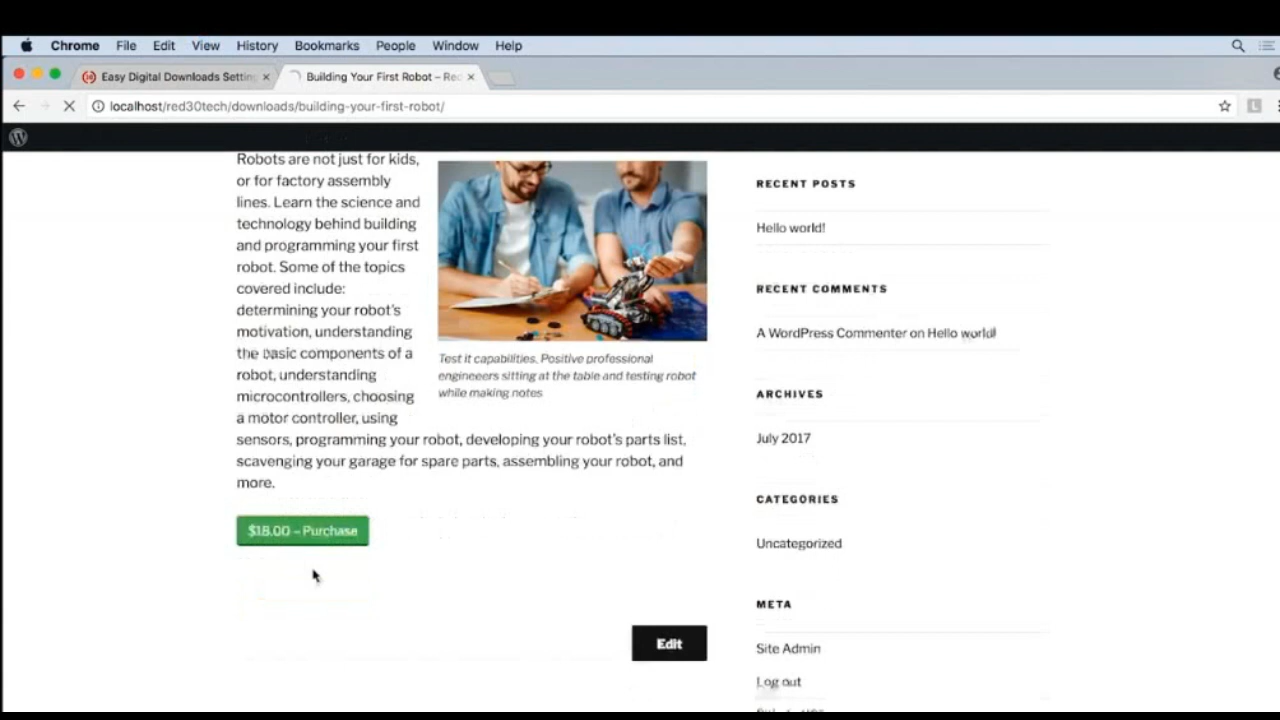 Chrome File Edit View History Bookmarks People Window Help
Easy Digital Downloads Setting × Building Your First Robot – Red ×
localhost/red30tech/downloads/building-your-first-robot/
Robots are not just for kids,
or for factory assembly
lines. Learn the science and
technology behind building
and programming your first
robot. Some of the topics
covered include:
determining your robot's
motivation, understanding
the basic components of a
robot, understanding
microcontrollers, choosing
a motor controller, using
sensors, programming your robot, developing your robot's parts list,
scavenging your garage for spare parts, assembling your robot, and
more.
Test it capabilities. Positive professional
engineeers sitting at the table and testing robot
while making notes
$18.00 – Purchase
Edit
RECENT POSTS
Hello world!
RECENT COMMENTS
A WordPress Commenter on Hello world!
ARCHIVES
July 2017
CATEGORIES
Uncategorized
META
Site Admin
Log out